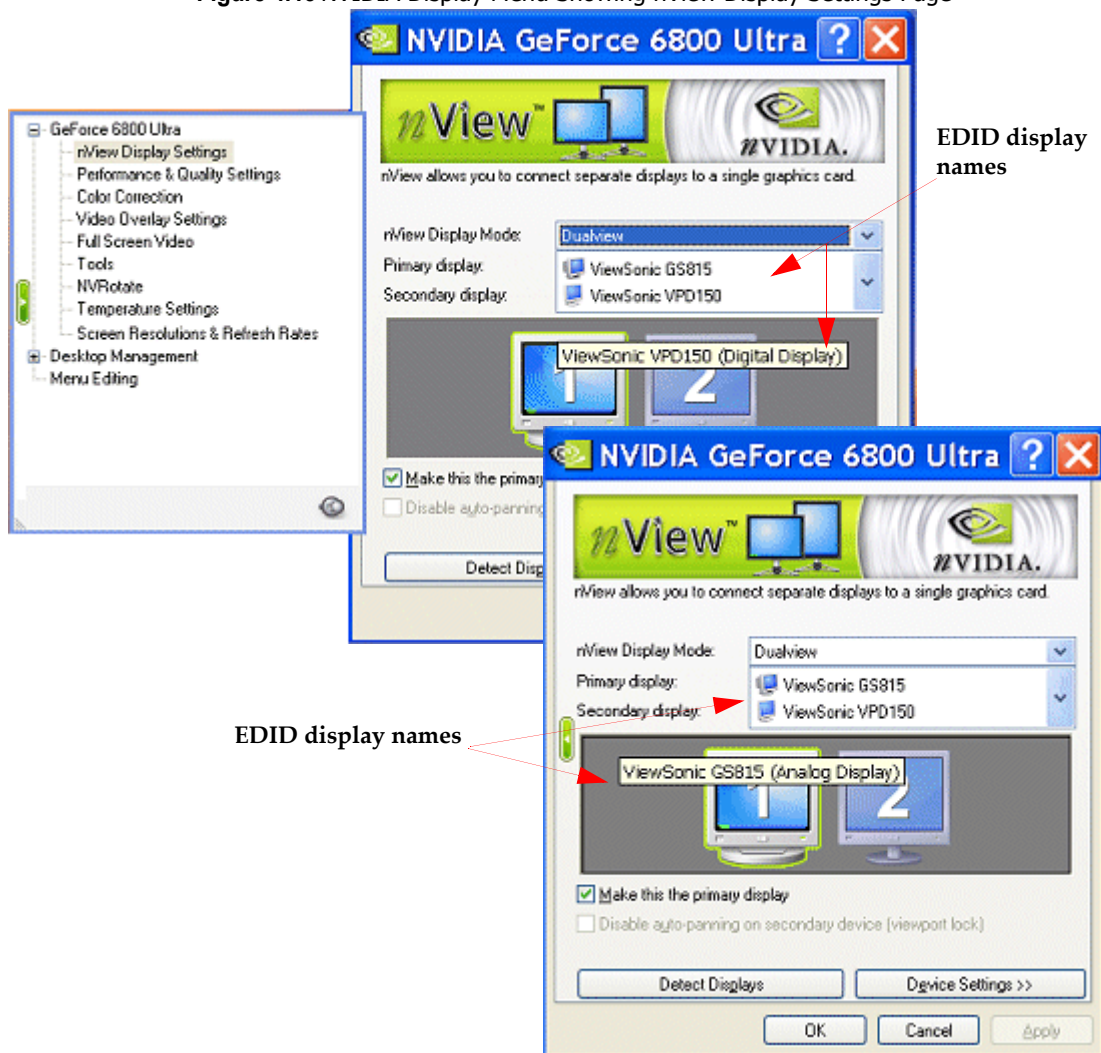 NVIDIA GeForce 6800 Ultra
GeForce 6800 Ultra
nView Display Settings
Performance & Quality Settings
Color Correction
Video Overlay Settings
Full Screen Video
Tools
NVRotate
Temperature Settings
Screen Resolutions & Refresh Rates
Desktop Management
Menu Editing
nView™
NVIDIA.
nView allows you to connect separate displays to a single graphics card.
nView Display Mode: Dualview
Primary display: ViewSonic GS815
Secondary display: ViewSonic VPD150
ViewSonic VPD150 (Digital Display)
1 2
Make this the primary
Disable auto-panning
Detect Disp
EDID display
names
NVIDIA GeForce 6800 Ultra
nView™
NVIDIA.
nView allows you to connect separate displays to a single graphics card.
nView Display Mode: Dualview
Primary display: ViewSonic GS815
Secondary display: ViewSonic VPD150
EDID display names
ViewSonic GS815 (Analog Display)
1 2
Make this the primary display
Disable auto-panning on secondary device (viewport lock)
Detect Displays Device Settings >>
OK Cancel Apply